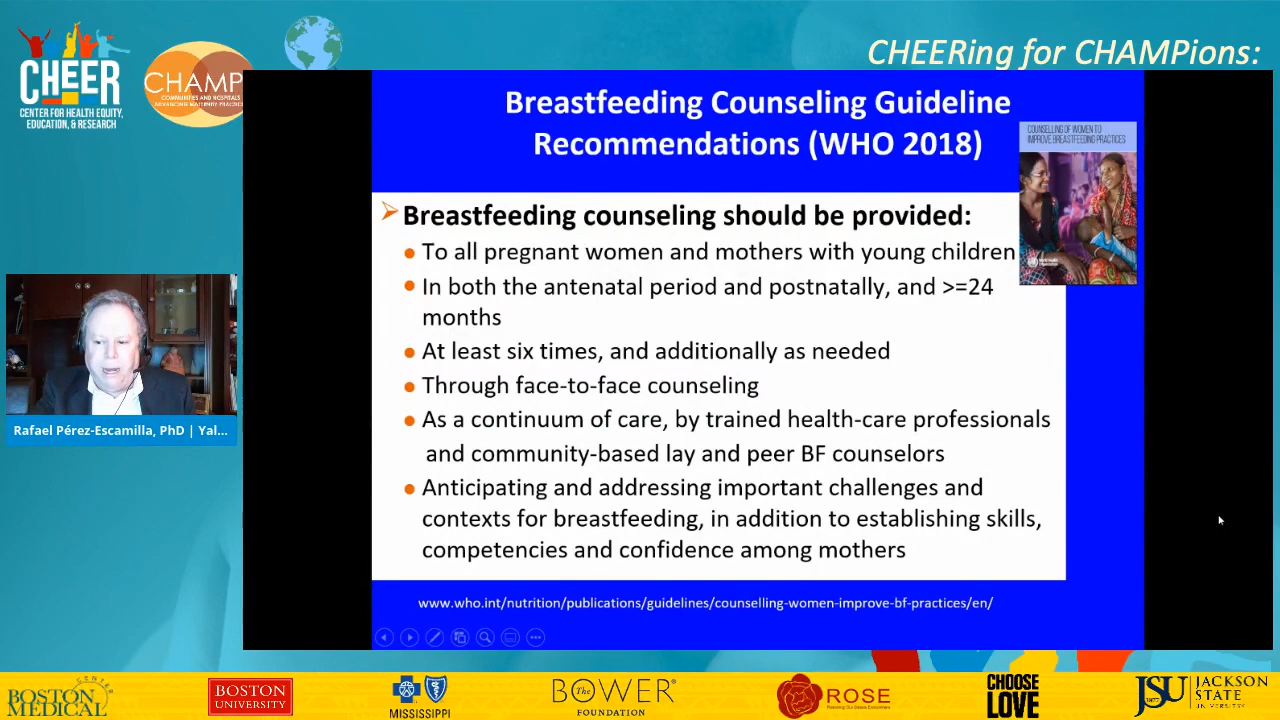 CHEERing for CHAMPions:
CHEER
CENTER FOR HEALTH EQUITY,
EDUCATION, & RESEARCH
CHAMP
COMMUNITIES AND HOSPITALS
ADVANCING MATERNITY PRACTICE
Breastfeeding Counseling Guideline
Recommendations (WHO 2018)
COUNSELLING OF WOMEN TO
IMPROVE BREASTFEEDING PRACTICES
World Health
Organization
➢ Breastfeeding counseling should be provided:
• To all pregnant women and mothers with young children
• In both the antenatal period and postnatally, and >=24
months
• At least six times, and additionally as needed
• Through face-to-face counseling
• As a continuum of care, by trained health-care professionals
and community-based lay and peer BF counselors
• Anticipating and addressing important challenges and
contexts for breastfeeding, in addition to establishing skills,
competencies and confidence among mothers
www.who.int/nutrition/publications/guidelines/counselling-women-improve-bf-practices/en/
Rafael Pérez-Escamilla, PhD | Yal...
BOSTON
MEDICAL
CENTER
BOSTON
UNIVERSITY
MISSISSIPPI
The BOWER
FOUNDATION
ROSE
CHOOSE
LOVE
JSU
1877
JACKSON
STATE
UNIVERSITY